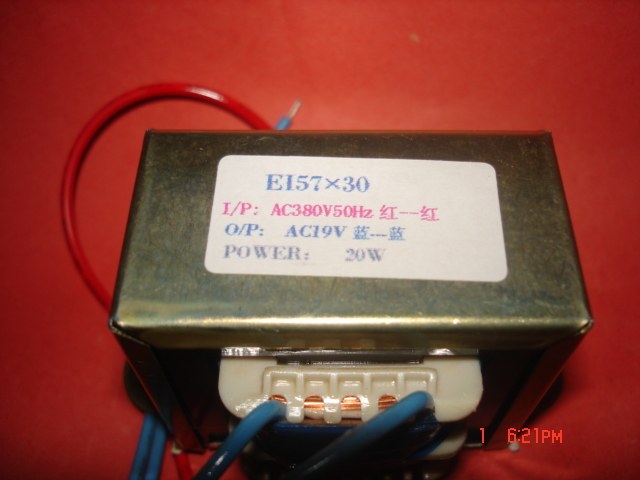 EI57×30
I/P: AC380V50Hz 红--红
O/P: AC19V 蓝---蓝
POWER: 20W
1 6:21PM